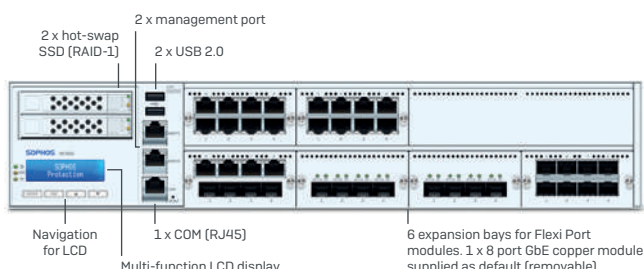 2 x management port
2 x hot-swap
SSD (RAID-1)
2 x USB 2.0
SOPHOS
SOPHOS
Protection
Navigation
for LCD
1 x COM (RJ45)
Multi-function LCD display
6 expansion bays for Flexi Port
modules. 1 x 8 port GbE copper module
supplied as default (removable)